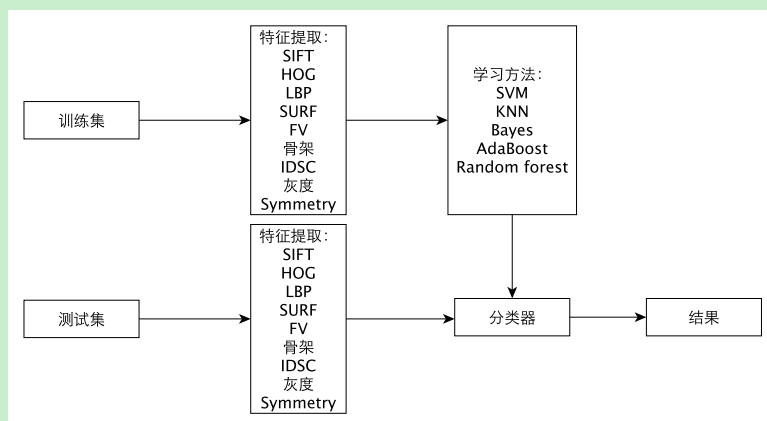 训练集
特征提取：
SIFT
HOG
LBP
SURF
FV
骨架
IDSC
灰度
Symmetry
学习方法：
SVM
KNN
Bayes
AdaBoost
Random forest
测试集
特征提取：
SIFT
HOG
LBP
SURF
FV
骨架
IDSC
灰度
Symmetry
分类器
结果